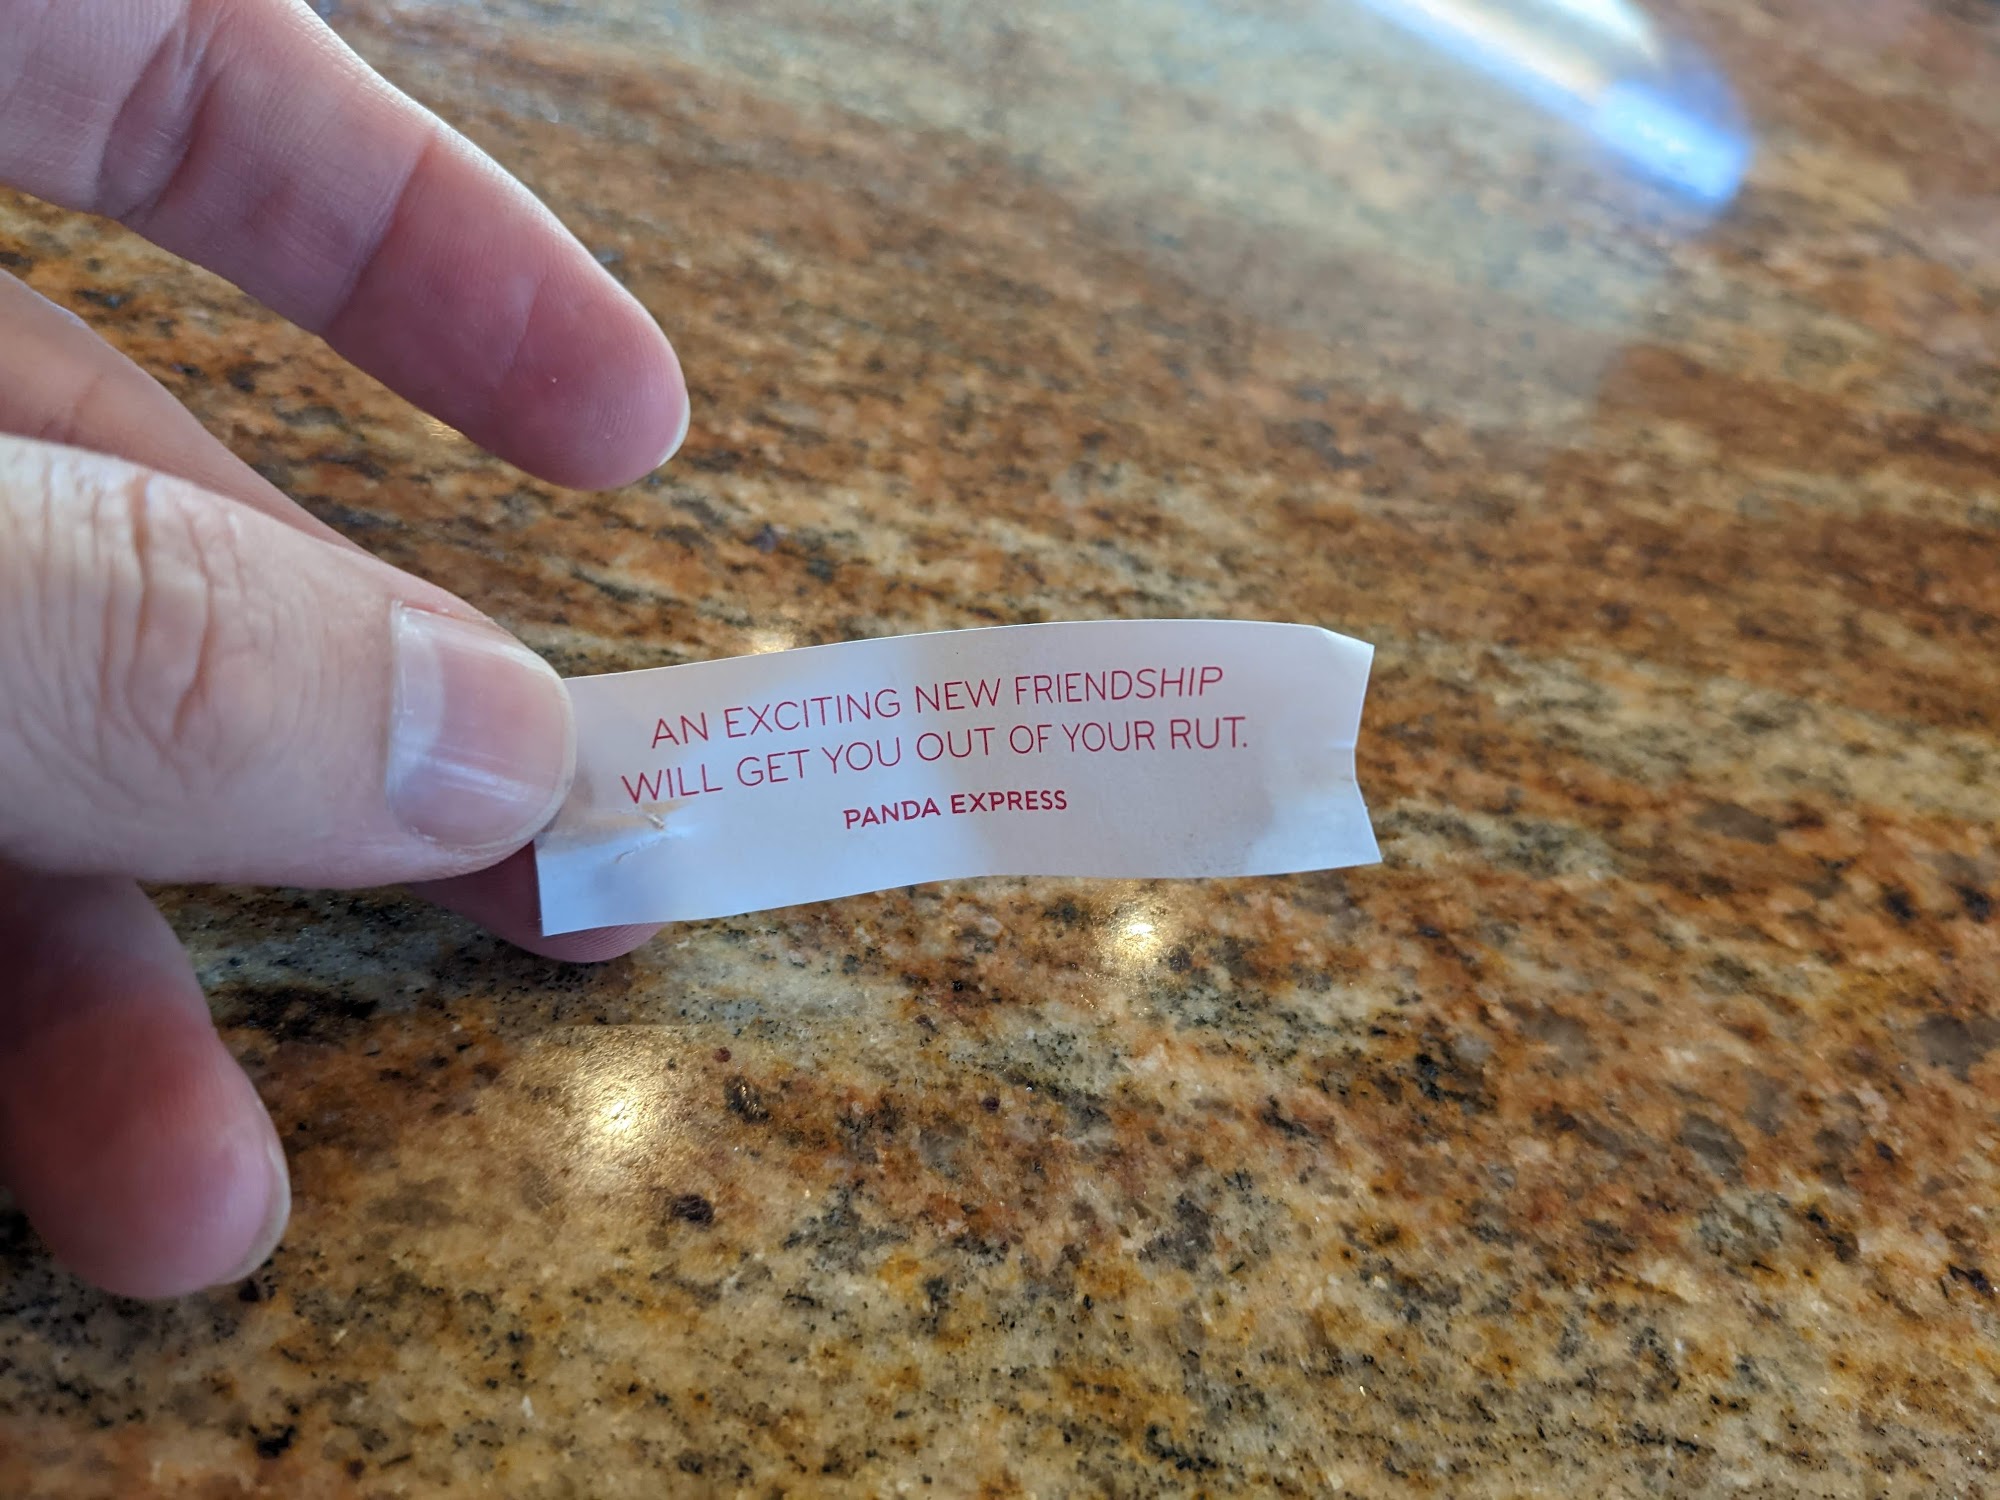 AN EXCITING NEW FRIENDSHIP
WILL GET YOU OUT OF YOUR RUT.
PANDA EXPRESS